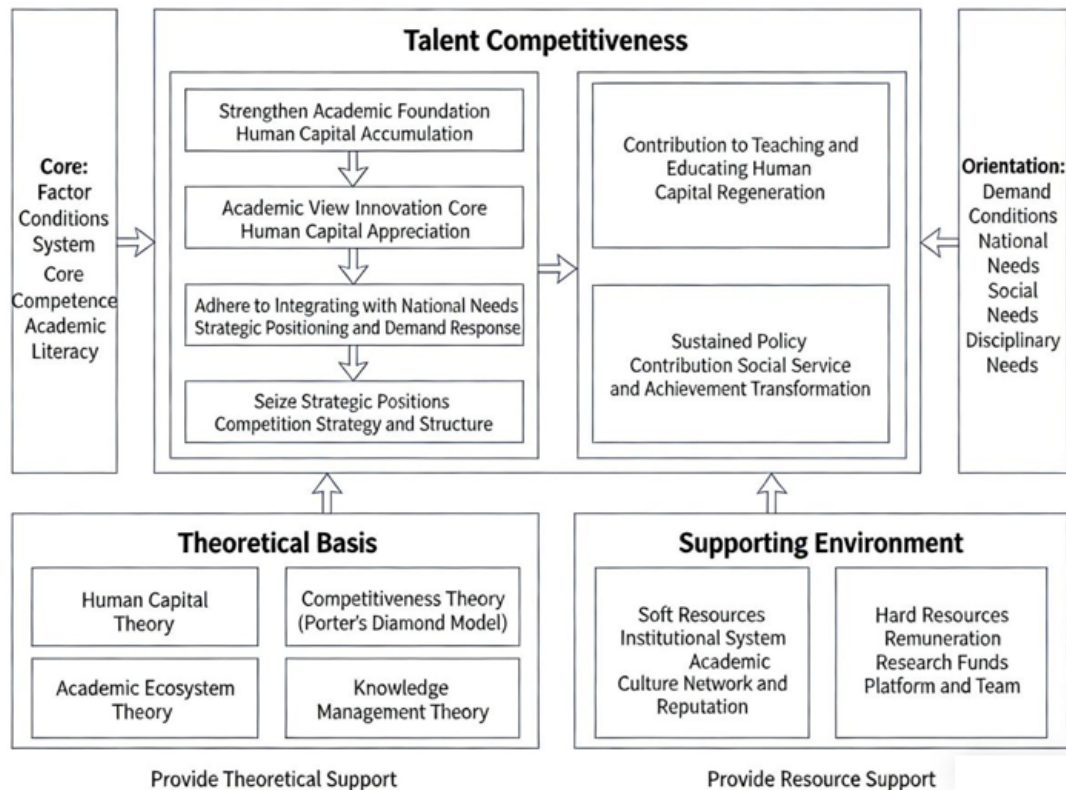 Talent Competitiveness
Core:
Factor
Conditions
System
Core
Competence
Academic
Literacy
Strengthen Academic Foundation
Human Capital Accumulation
Academic View Innovation Core
Human Capital Appreciation
Adhere to Integrating with National Needs
Strategic Positioning and Demand Response
Seize Strategic Positions
Competition Strategy and Structure
Contribution to Teaching and
Educating Human
Capital Regeneration
Sustained Policy
Contribution Social Service
and Achievement Transformation
Orientation:
Demand
Conditions
National
Needs
Social
Needs
Disciplinary
Needs
Theoretical Basis
Human Capital
Theory
Competitiveness Theory
(Porter's Diamond Model)
Academic Ecosystem
Theory
Knowledge
Management Theory
Supporting Environment
Soft Resources
Institutional System
Academic
Culture Network and
Reputation
Hard Resources
Remuneration
Research Funds
Platform and Team
Provide Theoretical Support
Provide Resource Support